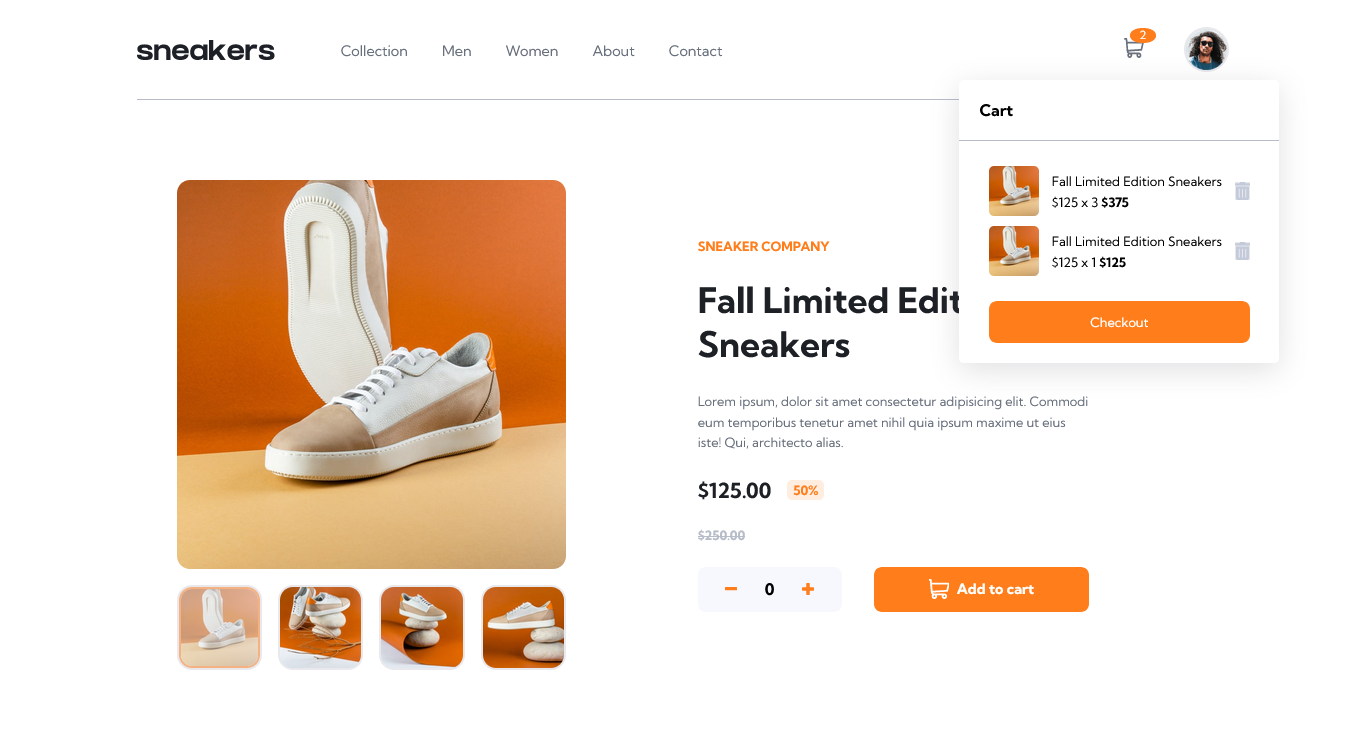 sneakers
Collection
Men
Women
About
Contact
2
Cart
Fall Limited Edition Sneakers
$125 x 3 $375
Fall Limited Edition Sneakers
$125 x 1 $125
Checkout
SNEAKER COMPANY
Fall Limited Edit
Sneakers
Lorem ipsum, dolor sit amet consectetur adipisicing elit. Commodi
eum temporibus tenetur amet nihil quia ipsum maxime ut eius
iste! Qui, architecto alias.
$125.00 50%
$250.00
0
Add to cart